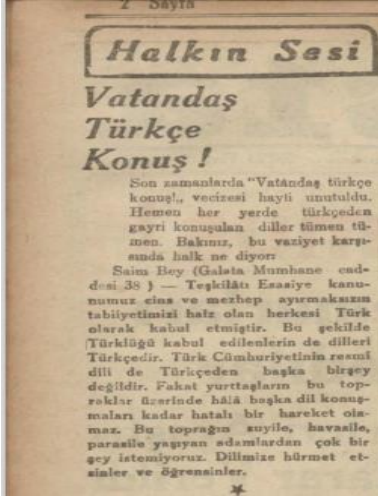 2 Sayfa
Halkın Sesi
Vatandaş
Türkçe
Konuş !
Son zamanlarda "Vatandaş türkçe
konuş!,, vecizesi hayli unutuldu.
Hemen her yerde türkçeden
gayri konuşulan diller tümen tü-
men. Bakınız, bu vaziyet karşı-
sında halk ne diyor:
Saim Bey (Galata Mumhane cad-
desi 38 ) — Teşkilâtı Esasiye kanu-
numuz cins ve mezhep ayırmaksızın
tabiiyetimizi haiz olan herkesi Türk
olarak kabul etmiştir. Bu şekilde
Türklüğü kabul edilenlerin de dilleri
Türkçedir. Türk Cümhuriyetinin resmî
dili de Türkçeden başka birşey
değildir. Fakat yurttaşların bu top-
raklar üzerinde hâlâ başka dil konuş-
maları kadar hatalı bir hareket ola-
maz. Bu toprağın suyile, havasile,
parasile yaşıyan adamlardan çok bir
şey istemiyoruz. Dilimize hürmet et-
sinler ve öğrensinler.